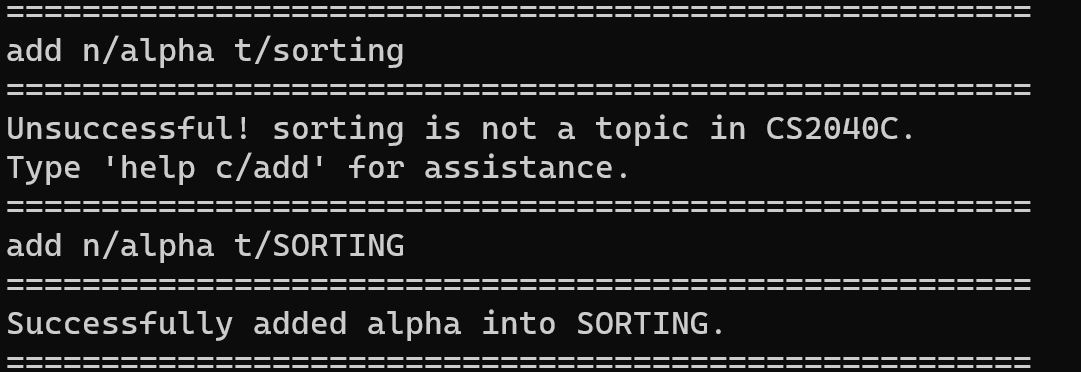 ======================================================
add n/alpha t/sorting
======================================================
Unsuccessful! sorting is not a topic in CS2040C.
Type 'help c/add' for assistance.
======================================================
add n/alpha t/SORTING
======================================================
Successfully added alpha into SORTING.
======================================================